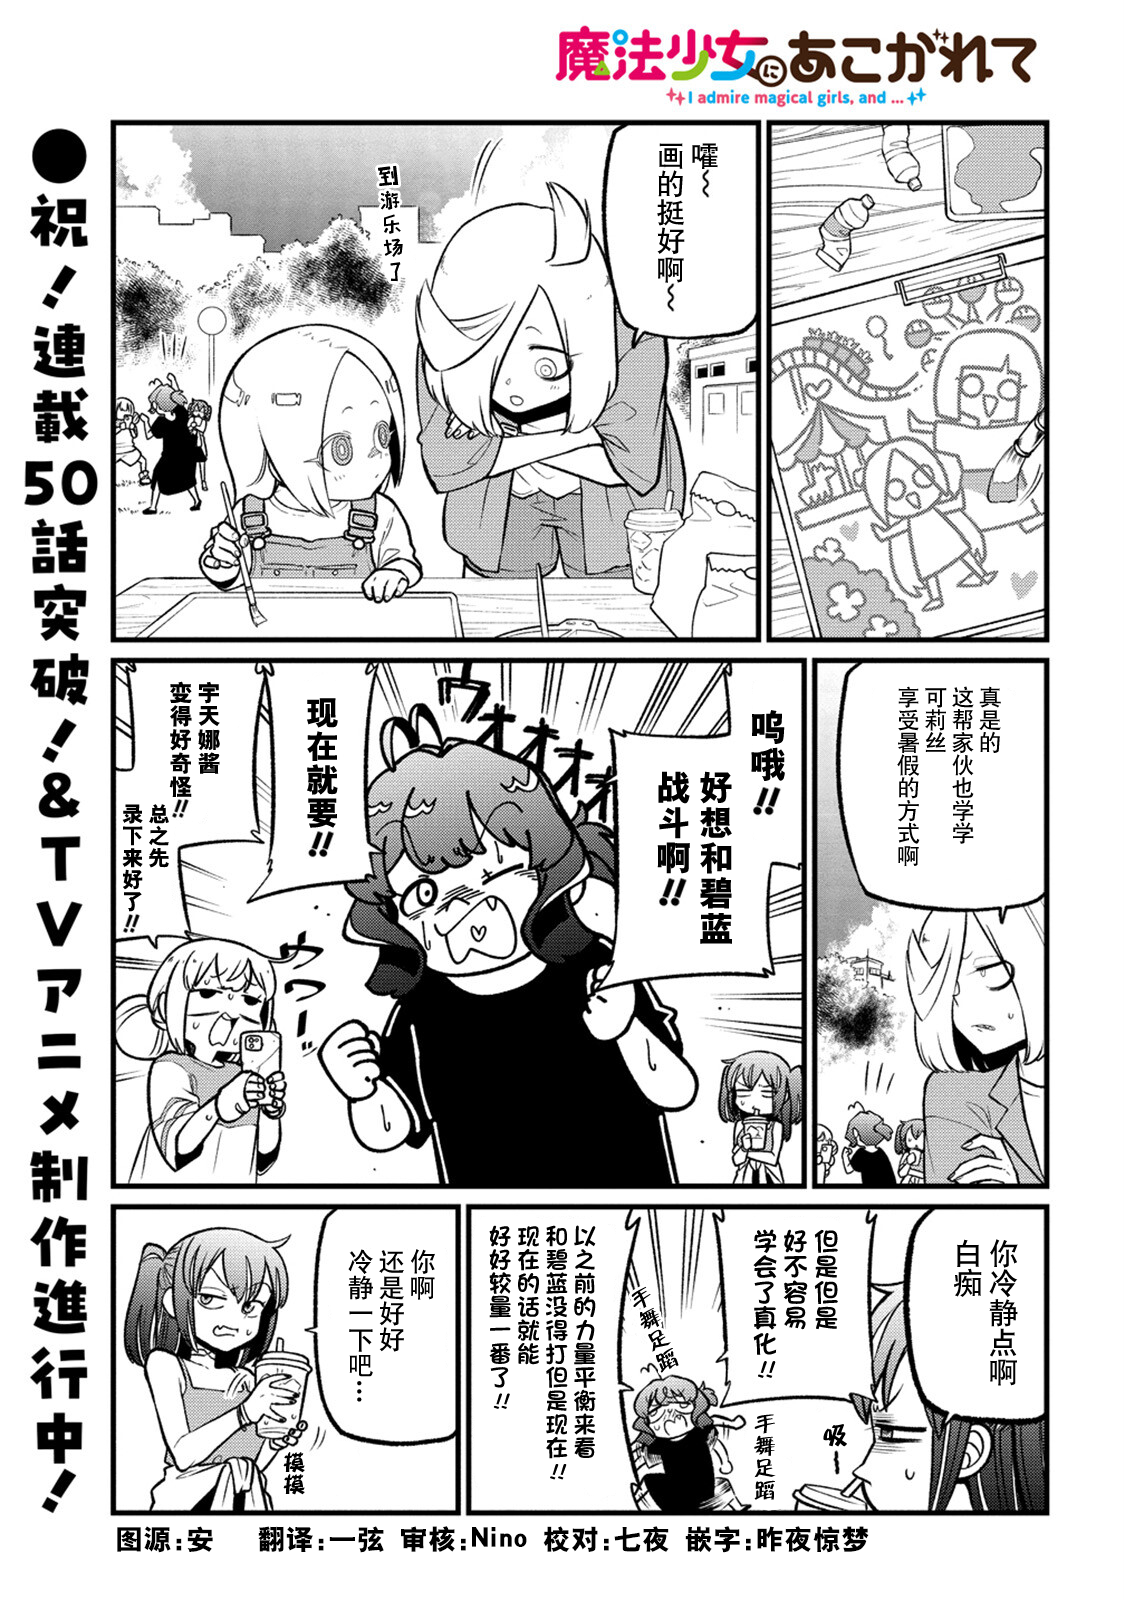 魔法少女にあこがれて
I admire magical girls, and ...
●祝！連載50話突破！&TVアニメ制作進行中！
嚯～
画的挺好啊～
到游乐场了
真是的
这帮家伙也学学
可莉丝
享受暑假的方式啊
呜哦!!
好想和碧蓝
战斗啊!!
ウオオオオ
现在就要!!
宇天娜酱
变得好奇怪!!
总之先
录下来好了!!
你冷静点啊
白痴
但是但是
好不容易
学会了真化!!
吸～
手舞足蹈
手舞足蹈
以之前的力量平衡来看
和碧蓝没得打但是现在!!
现在的话就能
好好较量一番了!!
你啊
还是好好
冷静一下吧…
摸摸
图源:安 翻译:一弦 审核:Nino 校对:七夜 嵌字:昨夜惊梦